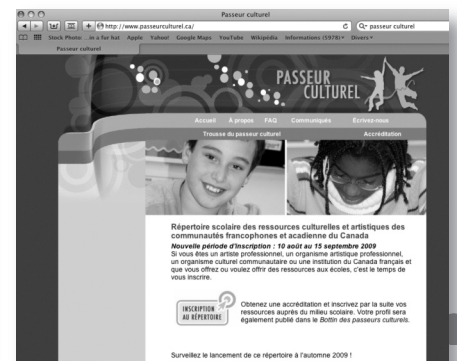 Passeur culturel
http://www.passeurculturel.ca/
passeur culturel
Stock Photo: ...in a fur hat Apple Yahoo! Google Maps YouTube Wikipédia Informations (5978) Divers
Passeur culturel
PASSEUR
CULTUREL
Accueil À propos FAQ Communiqués Écrivez-nous
Trousse du passeur culturel Accréditation
Répertoire scolaire des ressources culturelles et artistiques des
communautés francophones et acadienne du Canada
Nouvelle période d'inscription : 10 août au 15 septembre 2009
Si vous êtes un artiste professionnel, un organisme artistique professionnel,
un organisme culturel communautaire ou une institution du Canada français et
que vous offrez ou voulez offrir des ressources aux écoles, c'est le temps de
vous inscrire.
INSCRIPTION
AU RÉPERTOIRE
Obtenez une accréditation et inscrivez par la suite vos
ressources auprès du milieu scolaire. Votre profil sera
également publié dans le Bottin des passeurs culturels.
Surveillez le lancement de ce répertoire à l'automne 2009 !